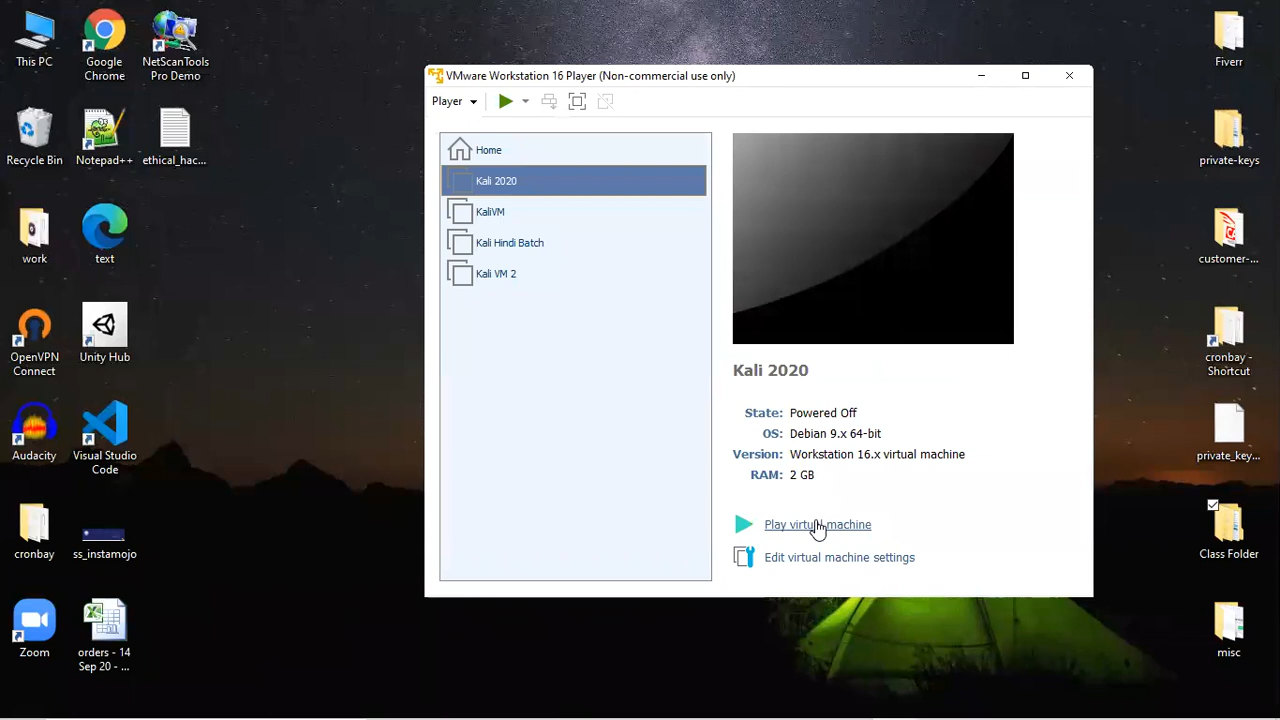 This PC
Google
Chrome
NetScanTools
Pro Demo
Recycle Bin
Notepad++
ethical_hac...
work
text
OpenVPN
Connect
Unity Hub
Audacity
Visual Studio
Code
cronbay
ss_instamojo
Zoom
orders - 14
Sep 20 - ...
VMware Workstation 16 Player (Non-commercial use only)
Player
Home
Kali 2020
KaliVM
Kali Hindi Batch
Kali VM 2
Kali 2020
State: Powered Off
OS: Debian 9.x 64-bit
Version: Workstation 16.x virtual machine
RAM: 2 GB
Play virtual machine
Edit virtual machine settings
Fiverr
private-keys
customer-...
cronbay -
Shortcut
private_key...
Class Folder
misc